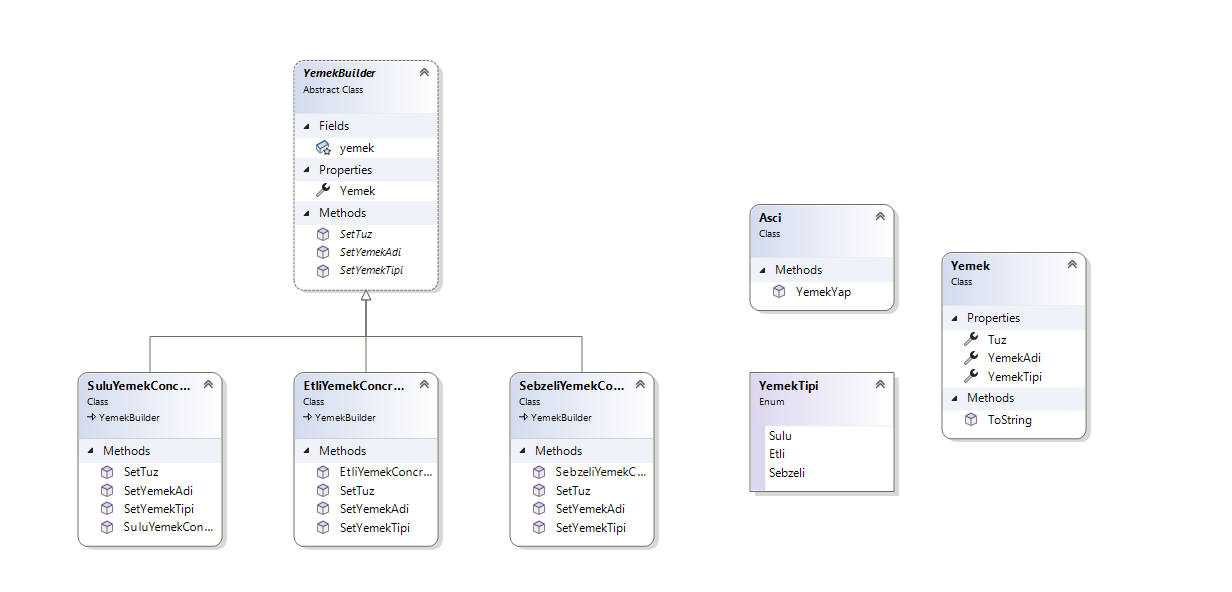 YemekBuilder
Abstract Class
Fields
yemek
Properties
Yemek
Methods
SetTuz
SetYemekAdi
SetYemekTipi
Asci
Class
Methods
YemekYap
Yemek
Class
Properties
Tuz
YemekAdi
YemekTipi
Methods
ToString
SuluYemekConc...
Class
YemekBuilder
Methods
SetTuz
SetYemekAdi
SetYemekTipi
SuluYemekCon...
EtliYemekConcr...
Class
YemekBuilder
Methods
EtliYemekConcr...
SetTuz
SetYemekAdi
SetYemekTipi
SebzeliYemekCo...
Class
YemekBuilder
Methods
SebzeliYemekC...
SetTuz
SetYemekAdi
SetYemekTipi
YemekTipi
Enum
Sulu
Etli
Sebzeli